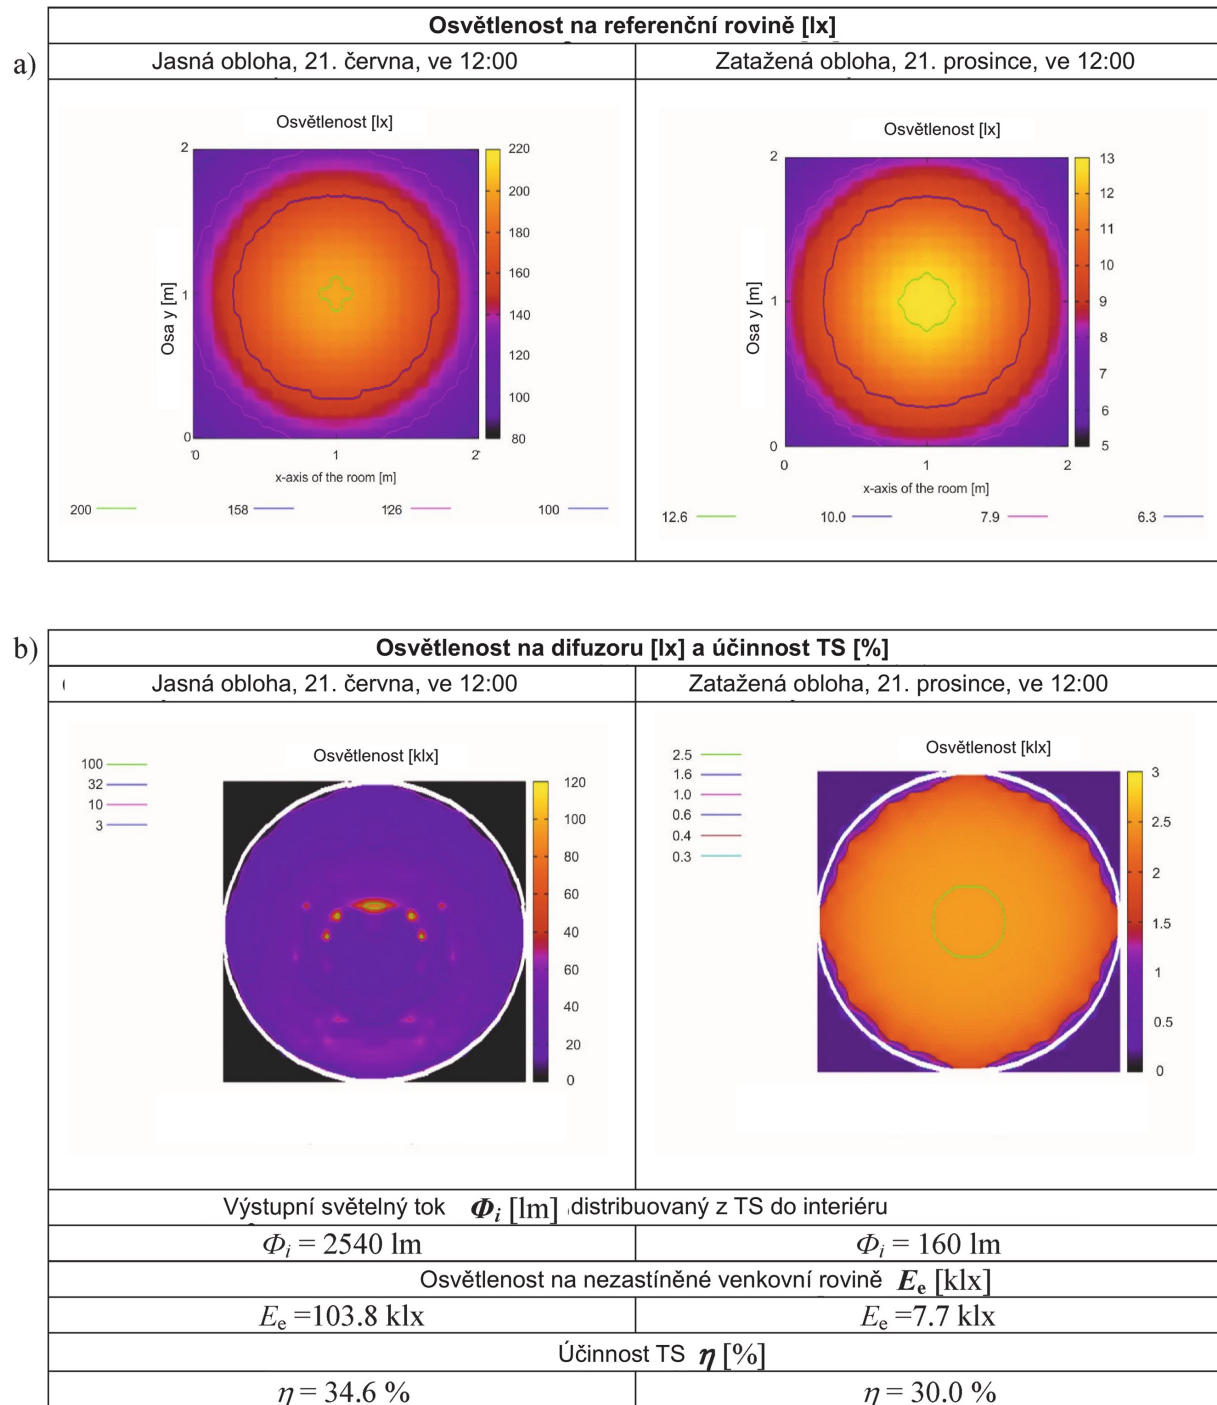 Osvětlenost na referenční rovině [lx]
a)
Jasná obloha, 21. června, ve 12:00
Zatažená obloha, 21. prosince, ve 12:00
Osvětlenost [lx]
2
1
0
Osa y [m]
0
1
2
x-axis of the room [m]
220
200
180
160
140
120
100
80
200
158
126
100
Osvětlenost [lx]
2
1
0
Osa y [m]
0
1
2
x-axis of the room [m]
13
12
11
10
9
8
7
6
5
12.6
10.0
7.9
6.3
b)
Osvětlenost na difuzoru [lx] a účinnost TS [%]
Jasná obloha, 21. června, ve 12:00
Zatažená obloha, 21. prosince, ve 12:00
Osvětlenost [klx]
100
32
10
3
120
100
80
60
60
40
20
0
Osvětlenost [klx]
2.5
1.6
1.0
0.6
0.4
0.3
3
2.5
2
1.5
1
0.5
0
Výstupní světelný tok Φi [lm] distribuovaný z TS do interiéru
Φi = 2540 lm
Φi = 160 lm
Osvětlenost na nezastíněné venkovní rovině Ee [klx]
Ee =103.8 klx
Ee =7.7 klx
Účinnost TS η [%]
η = 34.6 %
η = 30.0 %